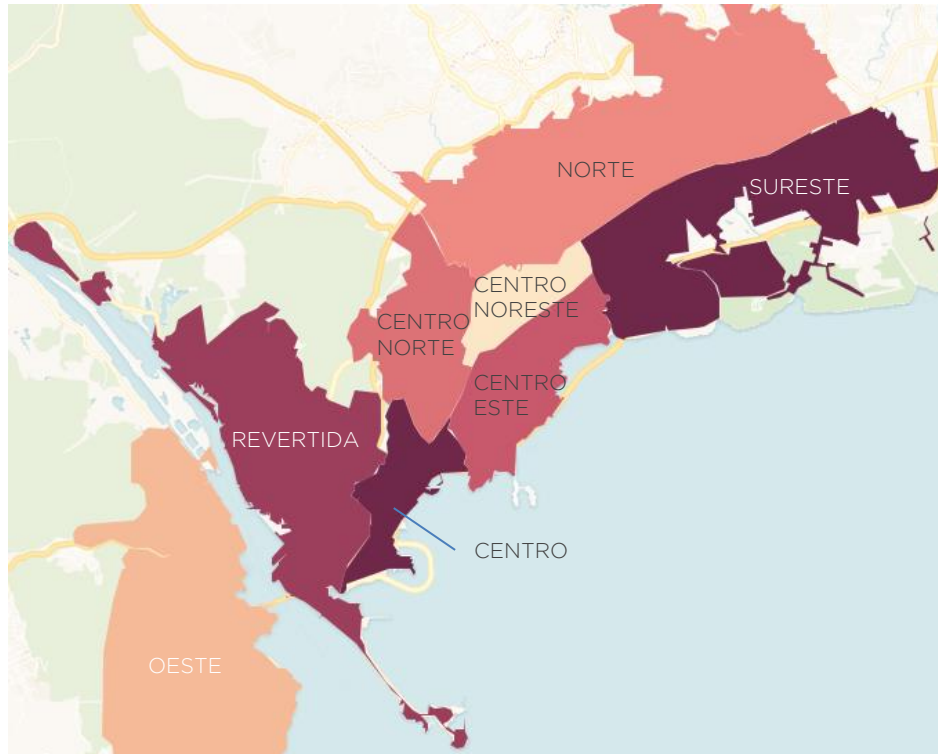 NORTE
SURESTE
CENTRO
NORESTE
CENTRO
NORTE
CENTRO
ESTE
REVERTIDA
CENTRO
OESTE